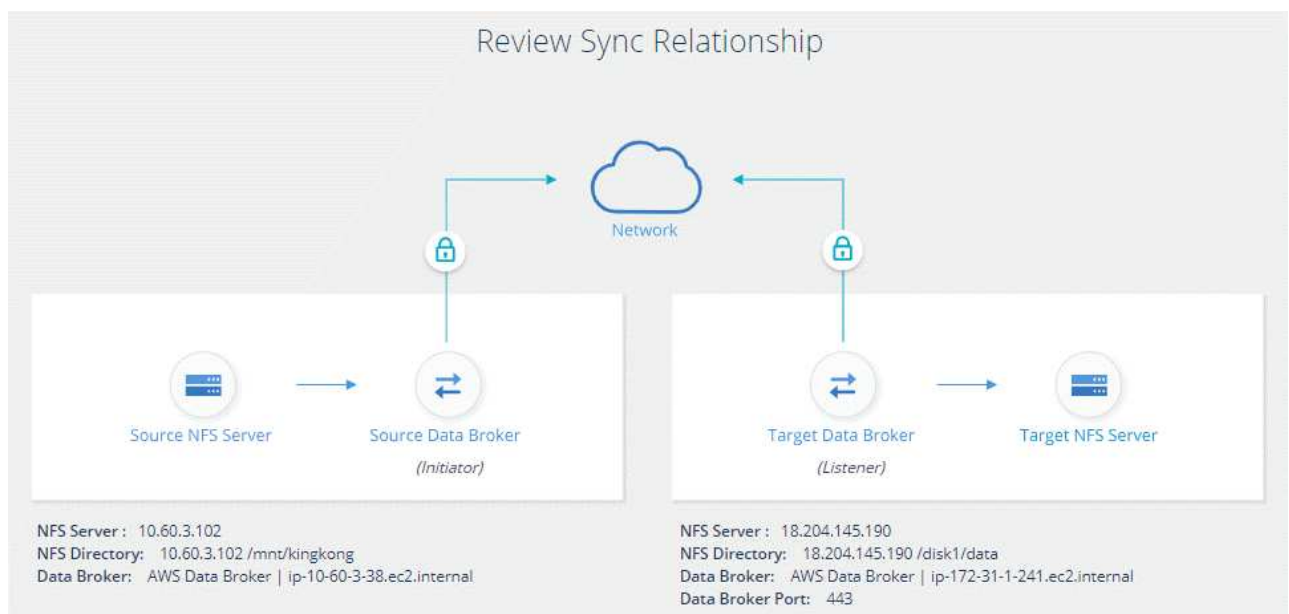 Review Sync Relationship
Network
Source NFS Server
Source Data Broker
(Initiator)
Target Data Broker
(Listener)
Target NFS Server
NFS Server : 10.60.3.102
NFS Directory: 10.60.3.102 /mnt/kingkong
Data Broker: AWS Data Broker | ip-10-60-3-38.ec2.internal
NFS Server : 18.204.145.190
NFS Directory: 18.204.145.190 /disk1/data
Data Broker: AWS Data Broker | ip-172-31-1-241.ec2.internal
Data Broker Port: 443